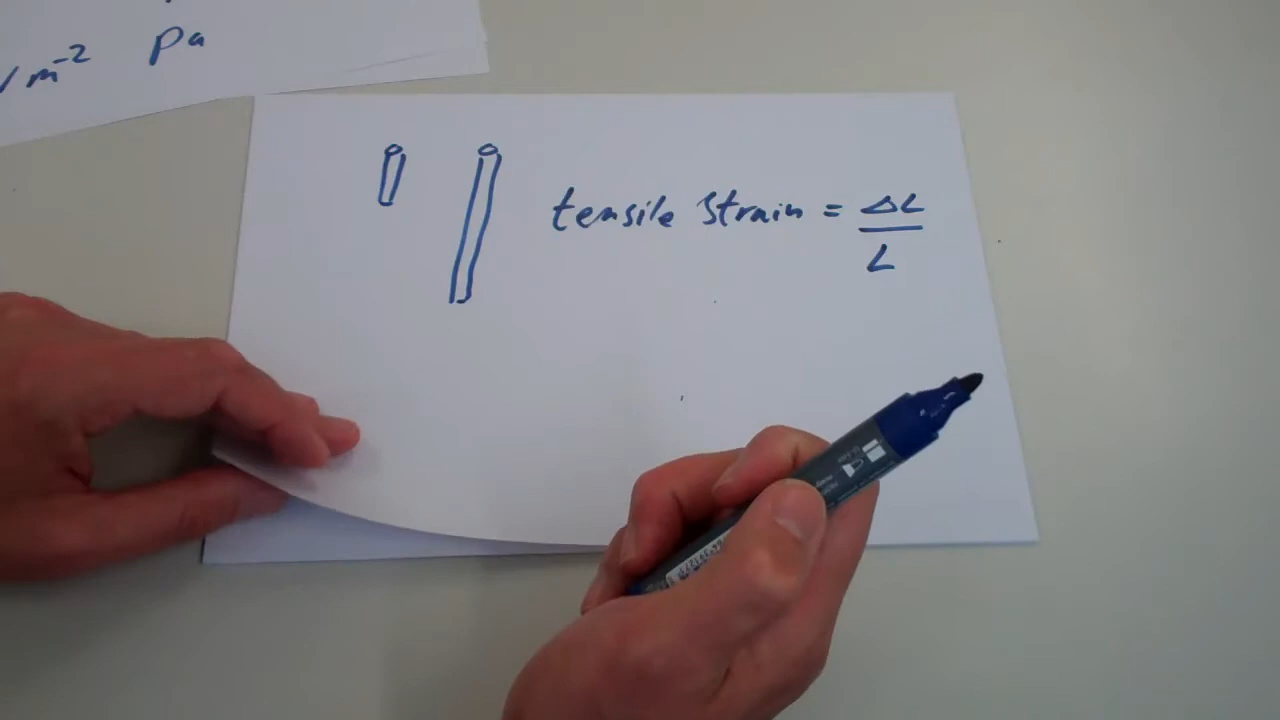 /m⁻² Pa
tensile strain = ΔL
L